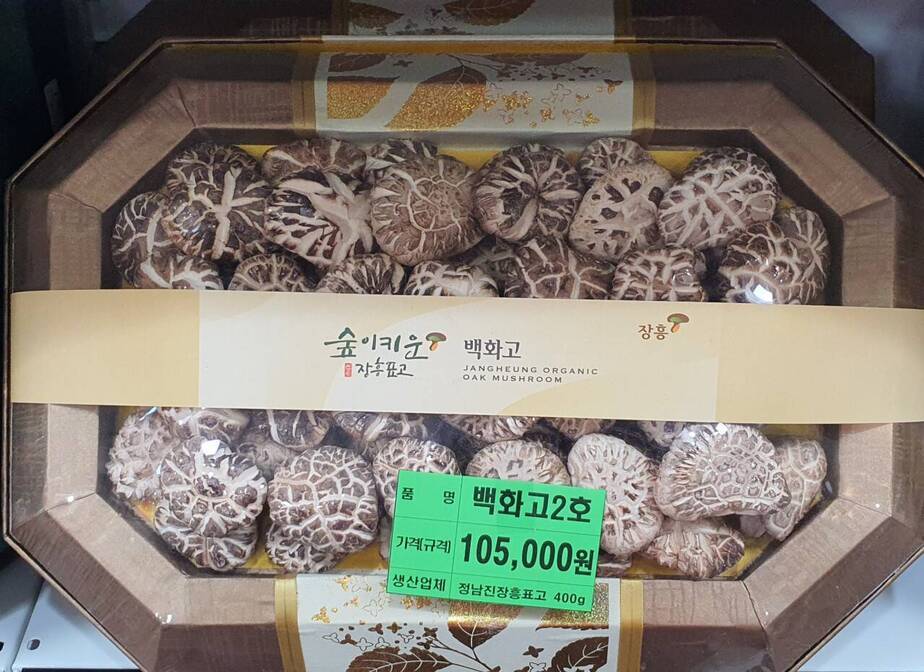 장흥
숲이키운
장흥표고
백화고
JANGHEUNG ORGANIC
OAK MUSHROOM
품 명 백화고2호
가격(규격) 105,000원
생산업체 정남진장흥표고 400g